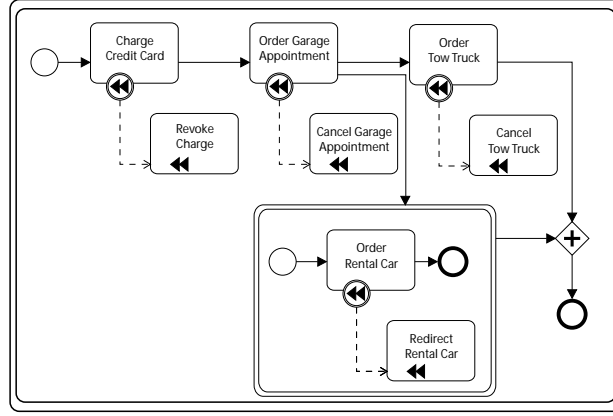 Charge
Credit Card
Order Garage
Appointment
Order
Tow Truck
Revoke
Charge
Cancel Garage
Appointment
Cancel
Tow Truck
Order
Rental Car
Redirect
Rental Car